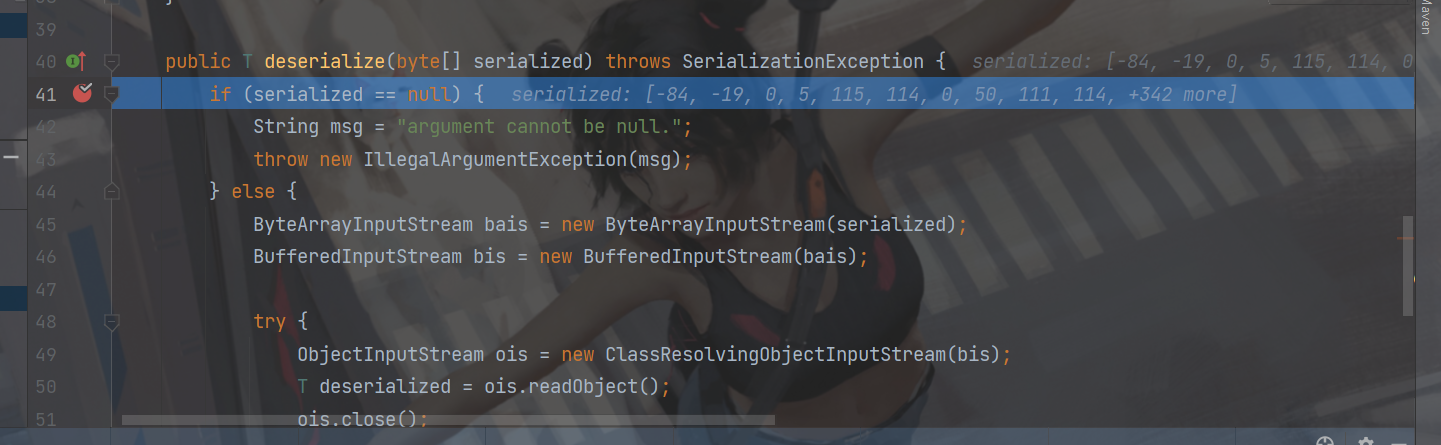 39
40 public T deserialize(byte[] serialized) throws SerializationException { serialized: [-84, -19, 0, 5, 115, 114, 0
41 if (serialized == null) { serialized: [-84, -19, 0, 5, 115, 114, 0, 50, 111, 114, +342 more]
42 String msg = "argument cannot be null.";
43 throw new IllegalArgumentException(msg);
44 } else {
45 ByteArrayInputStream bais = new ByteArrayInputStream(serialized);
46 BufferedInputStream bis = new BufferedInputStream(bais);
47
48 try {
49 ObjectInputStream ois = new ClassResolvingObjectInputStream(bis);
50 T deserialized = ois.readObject();
51 ois.close();
Maven